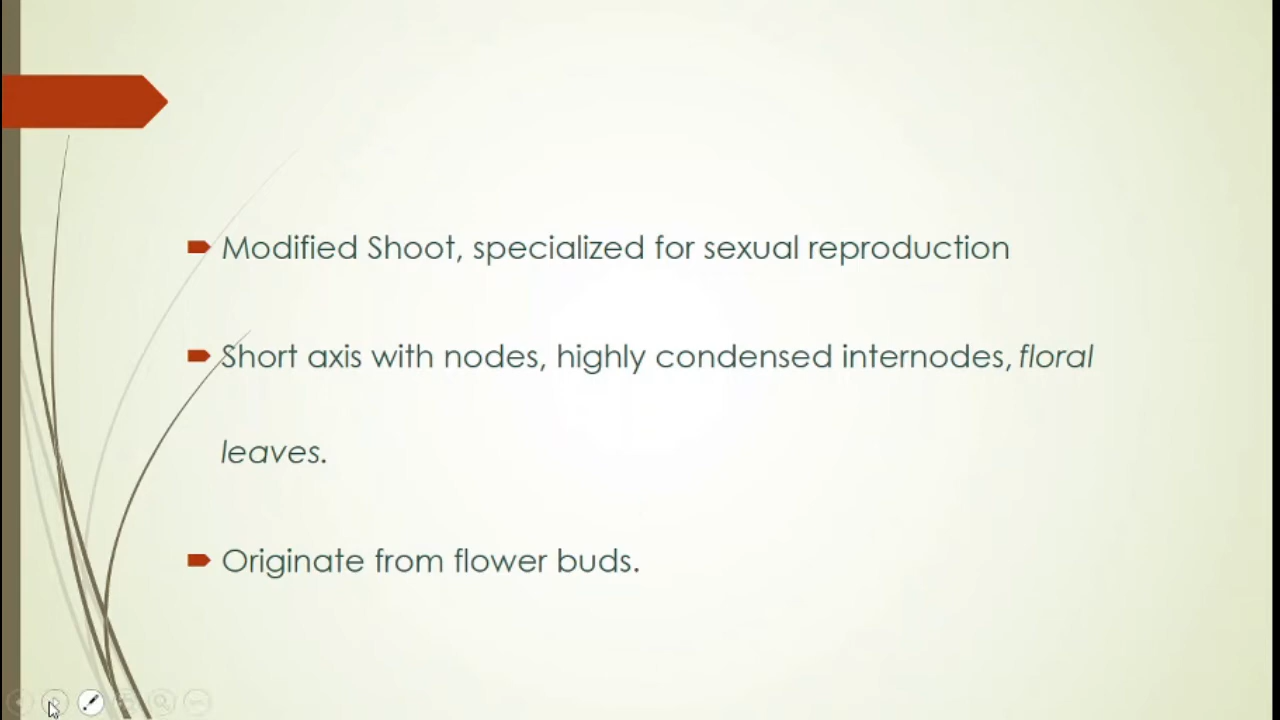 Modified Shoot, specialized for sexual reproduction
Short axis with nodes, highly condensed internodes, floral
leaves.
Originate from flower buds.